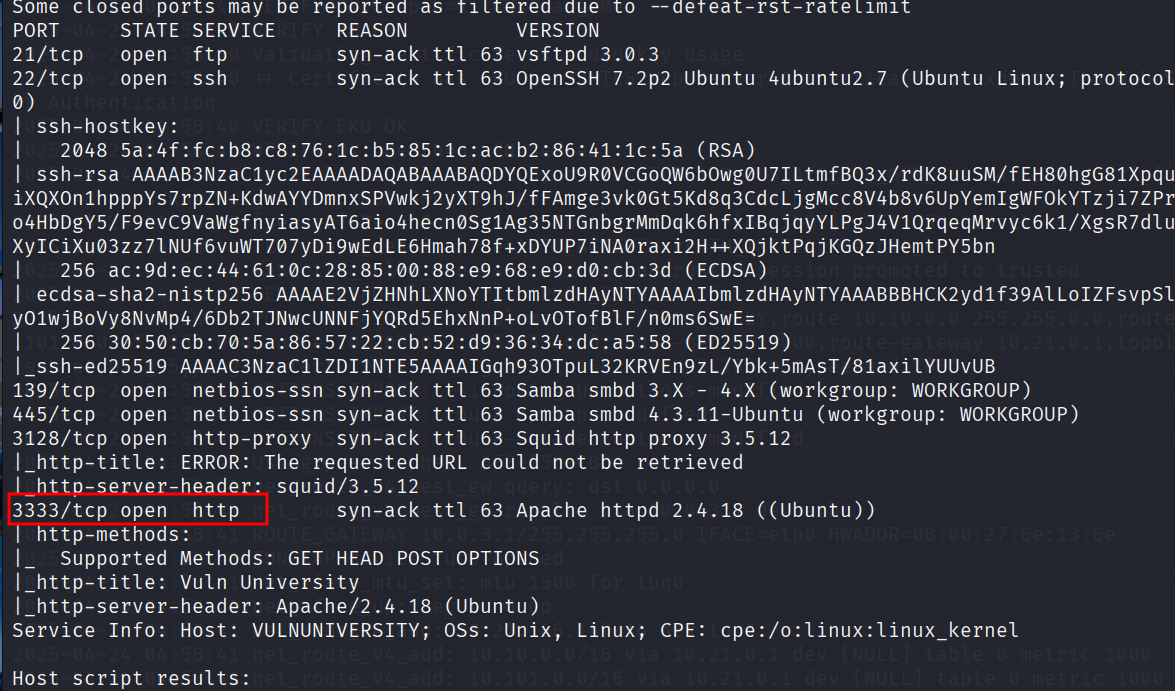 Some closed ports may be reported as filtered due to --defeat-rst-ratelimit
PORT STATE SERVICE REASON VERSION
21/tcp open ftp syn-ack ttl 63 vsftpd 3.0.3
22/tcp open ssh syn-ack ttl 63 OpenSSH 7.2p2 Ubuntu 4ubuntu2.7 (Ubuntu Linux; protocol
0)
| ssh-hostkey:
| 2048 5a:4f:fc:b8:c8:76:1c:b5:85:1c:ac:b2:86:41:1c:5a (RSA)
| ssh-rsa AAAAB3NzaC1yc2EAAAADAQABAAABAQDYQExoU9R0VCGoQW6bOwg0U7ILtmfBQ3x/rdK8uuSM/fEH80hgG81Xpqu
iXQXOn1hpppYs7rpZN+KdwAYYDmnxSPVwkj2yXT9hJ/fFAmge3vk0Gt5Kd8q3CdcLjgMcc8V4b8v6UpYemIgWFOkYTzji7ZPr
o4HbDgY5/F9evC9VaWgfnyiasyAT6aio4hecn0Sg1Ag35NTGnbgrMmDqk6hfxIBqjqyYLPgJ4V1QrqeqMrvyc6k1/XgsR7dlu
XyICiXu03zz7lNUf6vuWT707yDi9wEdLE6Hmah78f+xDYUP7iNA0raxi2H++XQjktPqjKGQzJHemtPY5bn
| 256 ac:9d:ec:44:61:0c:28:85:00:88:e9:68:e9:d0:cb:3d (ECDSA)
| ecdsa-sha2-nistp256 AAAAE2VjZHNhLXNoYTItbmlzdHAyNTYAAAAIbmlzdHAyNTYAAABBBHCK2yd1f39AlLoIZFsvpSl
yO1wjBoVy8NvMp4/6Db2TJNwcUNNFjYQRd5EhxNnP+oLvOTofBlF/n0ms6SwE=
| 256 30:50:cb:70:5a:86:57:22:cb:52:d9:36:34:dc:a5:58 (ED25519)
|_ssh-ed25519 AAAAC3NzaC1lZDI1NTE5AAAAIGqh93OTpuL32KRVEn9zL/Ybk+5mAsT/81axilYUUvUB
139/tcp open netbios-ssn syn-ack ttl 63 Samba smbd 3.X - 4.X (workgroup: WORKGROUP)
445/tcp open netbios-ssn syn-ack ttl 63 Samba smbd 4.3.11-Ubuntu (workgroup: WORKGROUP)
3128/tcp open http-proxy syn-ack ttl 63 Squid http proxy 3.5.12
|_http-title: ERROR: The requested URL could not be retrieved
|_http-server-header: squid/3.5.12
3333/tcp open http syn-ack ttl 63 Apache httpd 2.4.18 ((Ubuntu))
| http-methods:
|_ Supported Methods: GET HEAD POST OPTIONS
|_http-title: Vuln University
|_http-server-header: Apache/2.4.18 (Ubuntu)
Service Info: Host: VULNUNIVERSITY; OSs: Unix, Linux; CPE: cpe:/o:linux:linux_kernel
Host script results: